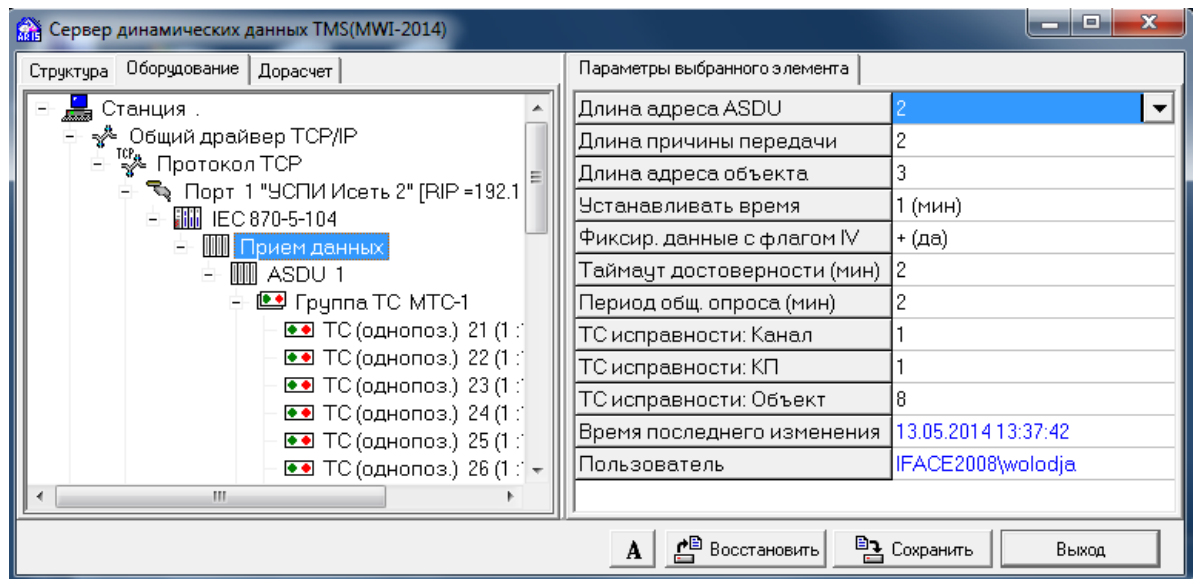 Сервер динамических данных TMS(MWI-2014)
Структура Оборудование Дорасчет
Станция .
Общий драйвер TCP/IP
TCP Протокол TCP
Порт 1 "УСПИ Исеть 2" [RIP =192.1
IEC 870-5-104
Прием данных
ASDU 1
Группа ТС МТС-1
ТС (однопоз.) 21 (1 :
ТС (однопоз.) 22 (1 :
ТС (однопоз.) 23 (1 :
ТС (однопоз.) 24 (1 :
ТС (однопоз.) 25 (1 :
ТС (однопоз.) 26 (1 :
Параметры выбранного элемента
Длина адреса ASDU 2
Длина причины передачи 2
Длина адреса объекта 3
Устанавливать время 1 (мин)
Фиксир. данные с флагом IV + (да)
Таймаут достоверности (мин) 2
Период общ. опроса (мин) 2
ТС исправности: Канал 1
ТС исправности: КП 1
ТС исправности: Объект 8
Время последнего изменения 13.05.2014 13:37:42
Пользователь IFACE2008\wolodja
А Восстановить Сохранить Выход